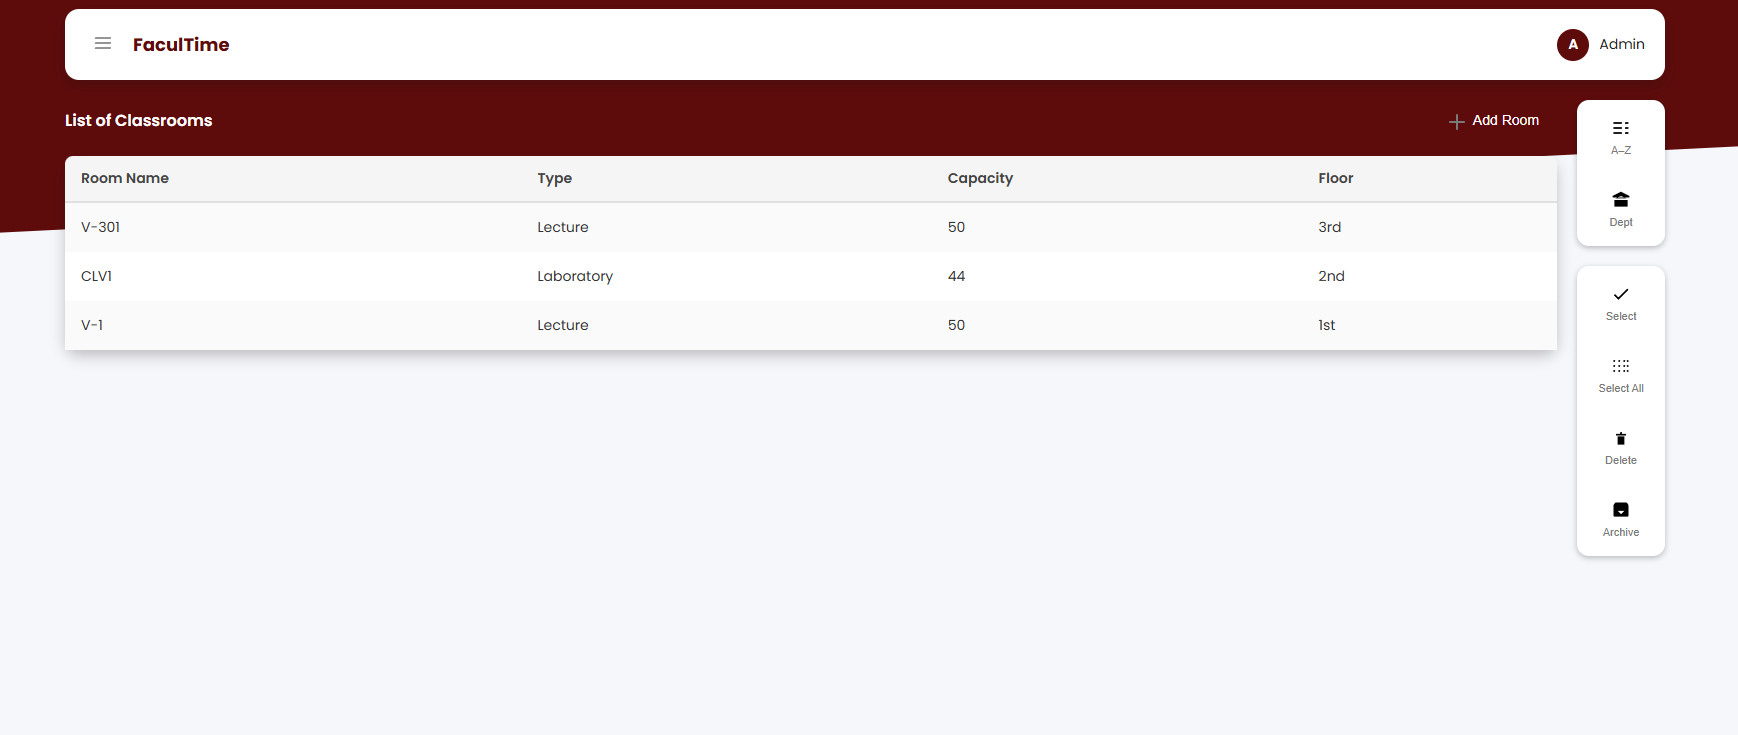 FaculTime
A Admin
List of Classrooms
Add Room
Room Name Type Capacity Floor
V-301 Lecture 50 3rd
CLV1 Laboratory 44 2nd
V-1 Lecture 50 1st
A–Z
Dept
Select
Select All
Delete
Archive